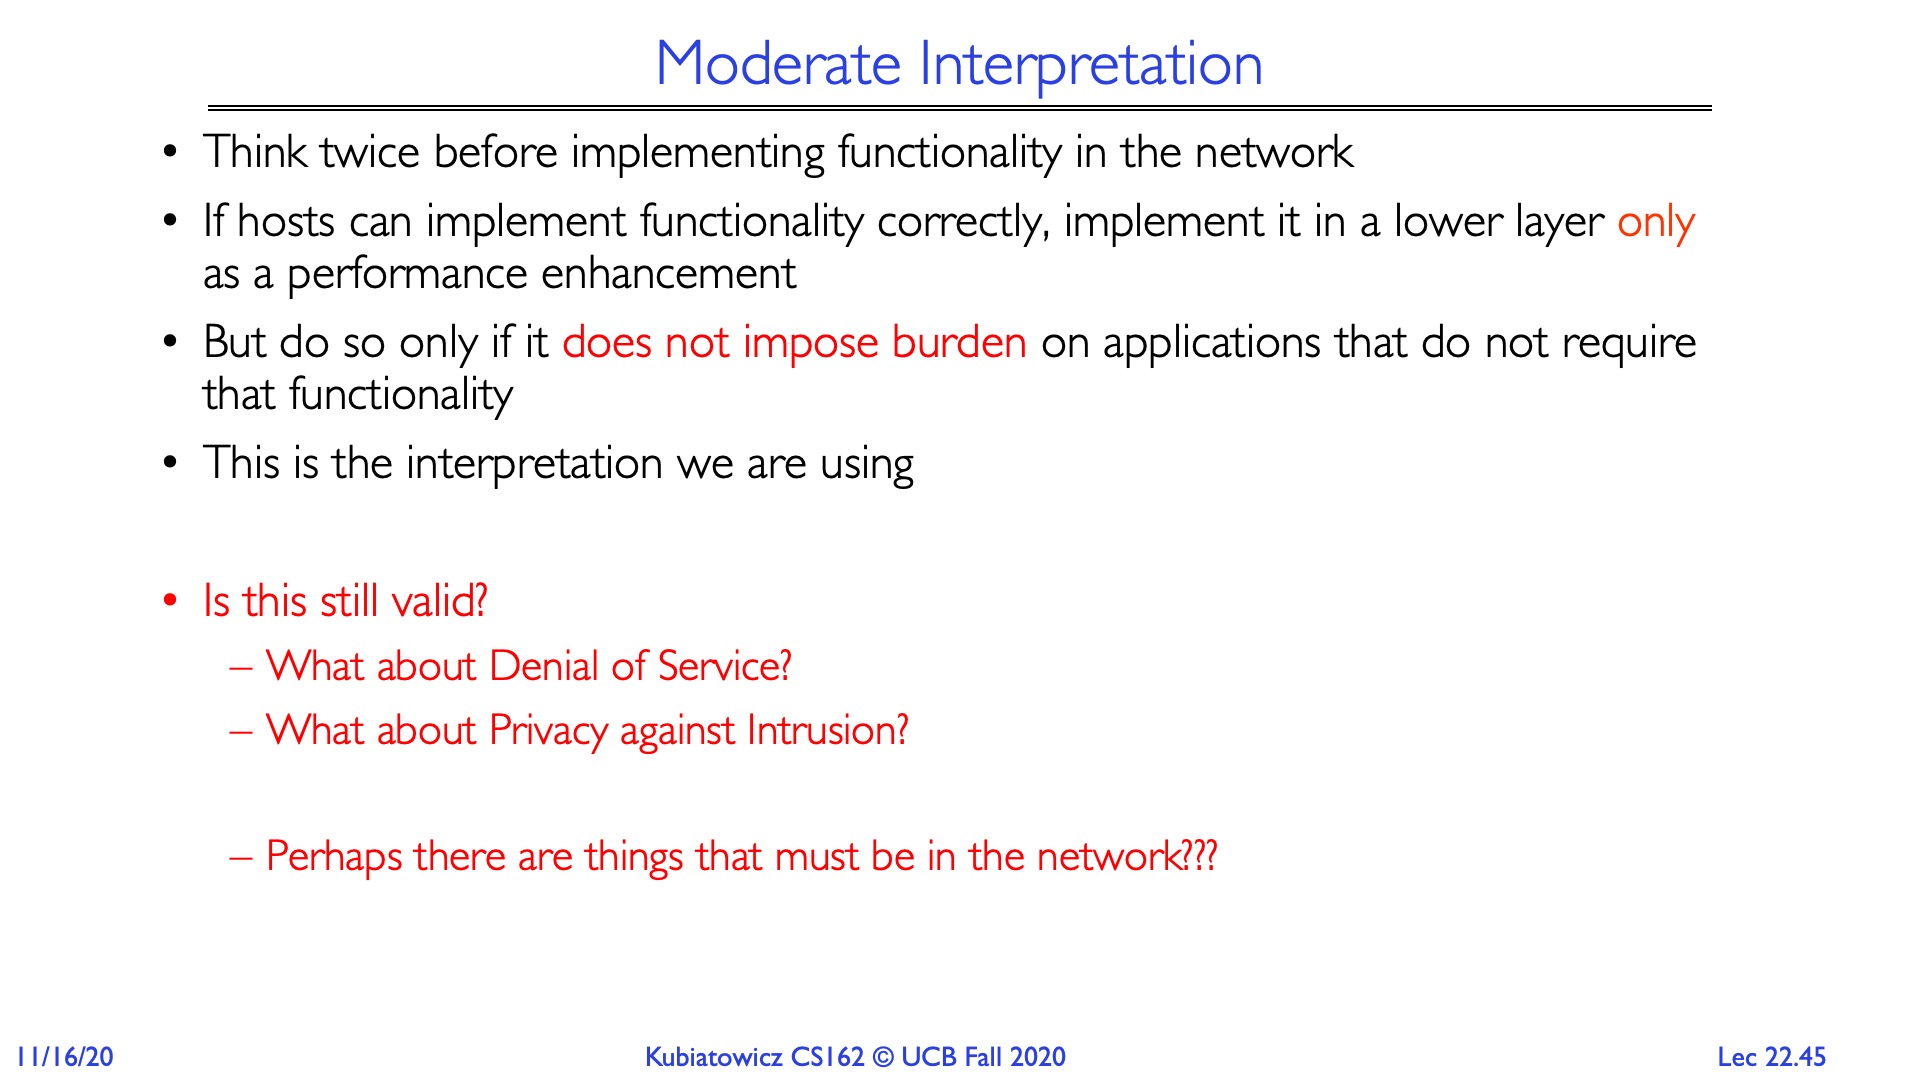 Moderate Interpretation
• Think twice before implementing functionality in the network
• If hosts can implement functionality correctly, implement it in a lower layer only
as a performance enhancement
• But do so only if it does not impose burden on applications that do not require
that functionality
• This is the interpretation we are using
• Is this still valid?
– What about Denial of Service?
– What about Privacy against Intrusion?
– Perhaps there are things that must be in the network???
11/16/20
Kubiatowicz CS162 © UCB Fall 2020
Lec 22.45